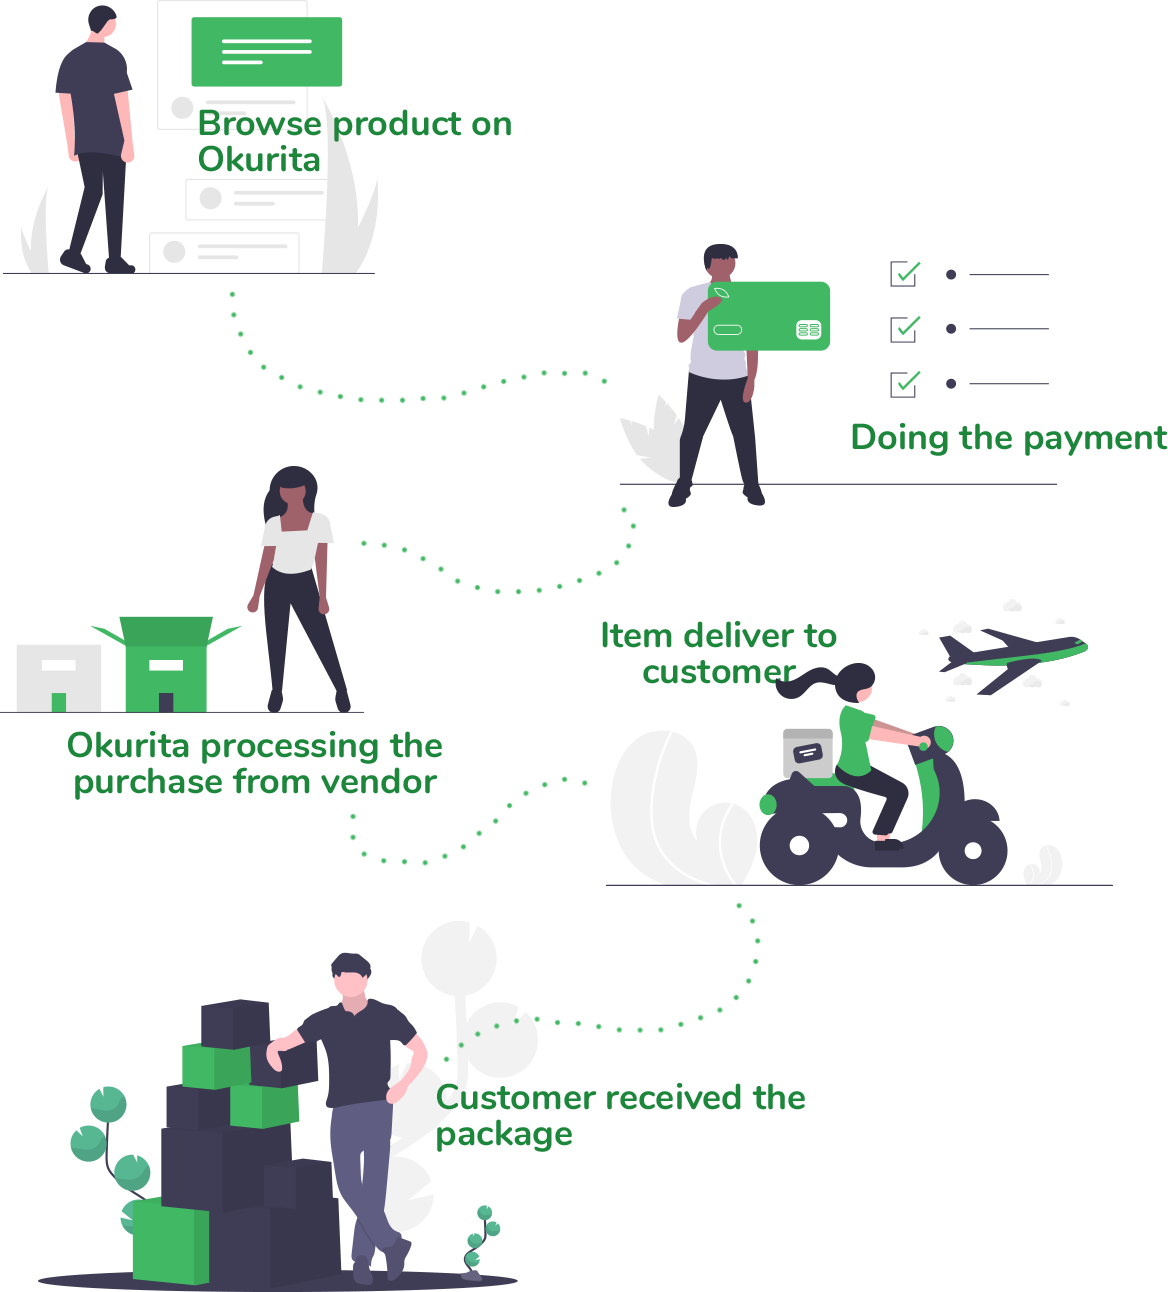 Browse product on
Okurita
Doing the payment
Okurita processing the
purchase from vendor
Item deliver to
customer
Customer received the
package